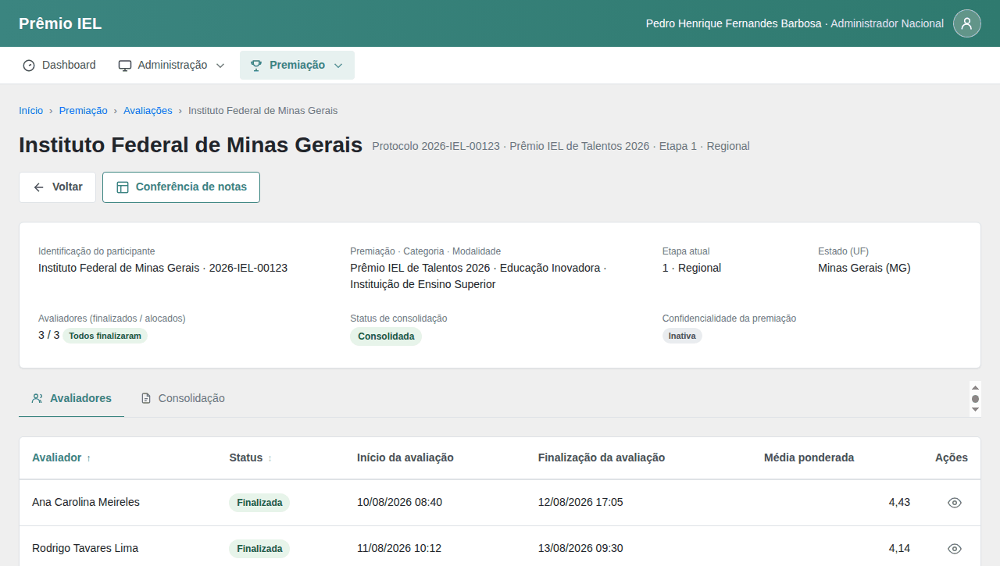 Prêmio IEL
Pedro Henrique Fernandes Barbosa · Administrador Nacional
Dashboard
Administração
Premiação
Início › Premiação › Avaliações › Instituto Federal de Minas Gerais
Instituto Federal de Minas Gerais
Protocolo 2026-IEL-00123 · Prêmio IEL de Talentos 2026 · Etapa 1 · Regional
Voltar
Conferência de notas
Identificação do participante
Instituto Federal de Minas Gerais · 2026-IEL-00123
Premiação · Categoria · Modalidade
Prêmio IEL de Talentos 2026 · Educação Inovadora ·
Instituição de Ensino Superior
Etapa atual
1 · Regional
Estado (UF)
Minas Gerais (MG)
Avaliadores (finalizados / alocados)
3 / 3 Todos finalizaram
Status de consolidação
Consolidada
Confidencialidade da premiação
Inativa
Avaliadores
Consolidação
Avaliador ↑ Status ↕ Início da avaliação Finalização da avaliação Média ponderada Ações
Ana Carolina Meireles Finalizada 10/08/2026 08:40 12/08/2026 17:05 4,43
Rodrigo Tavares Lima Finalizada 11/08/2026 10:12 13/08/2026 09:30 4,14